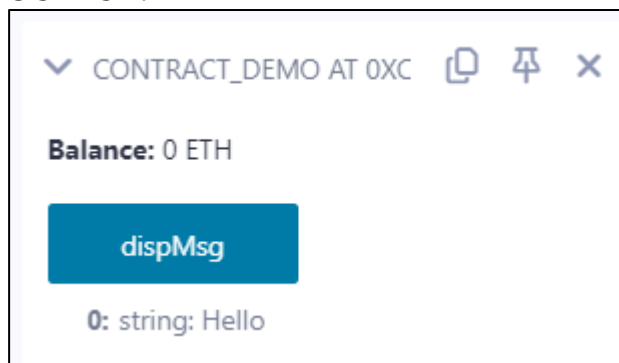 CONTRACT_DEMO AT 0XC
Balance: 0 ETH
dispMsg
0: string: Hello